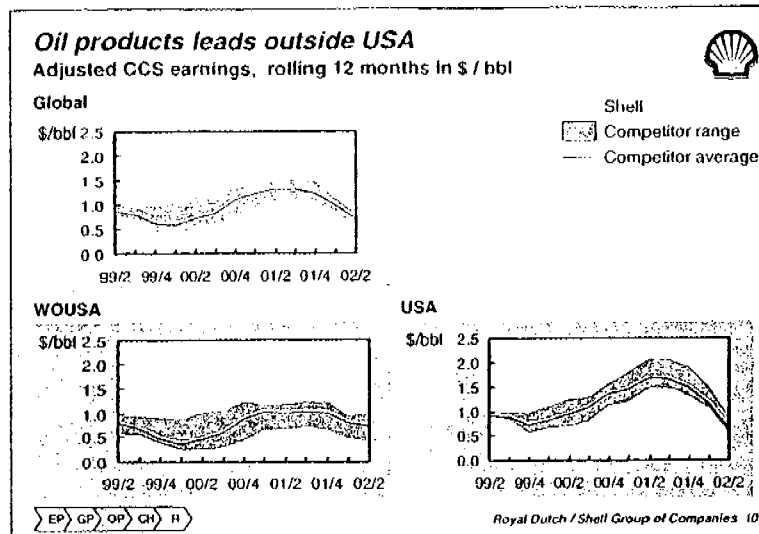 Oil products leads outside USA
Adjusted CCS earnings, rolling 12 months in $ / bbl
Global
Shell
Competitor range
Competitor average
$/bbl 2.5
2.0
1.5
1.0
0.5
0.0
99/2 99/4 00/2 00/4 01/2 01/4 02/2
WOUSA
$/bbl 2.5
2.0
1.5
1.0
0.5
0.0
99/2 99/4 00/2 00/4 01/2 01/4 02/2
USA
$/bbl 2.5
2.0
1.5
1.0
0.5
0.0
99/2 99/4 00/2 00/4 01/2 01/4 02/2
EP GP OP CH
Royal Dutch / Shell Group of Companies 10